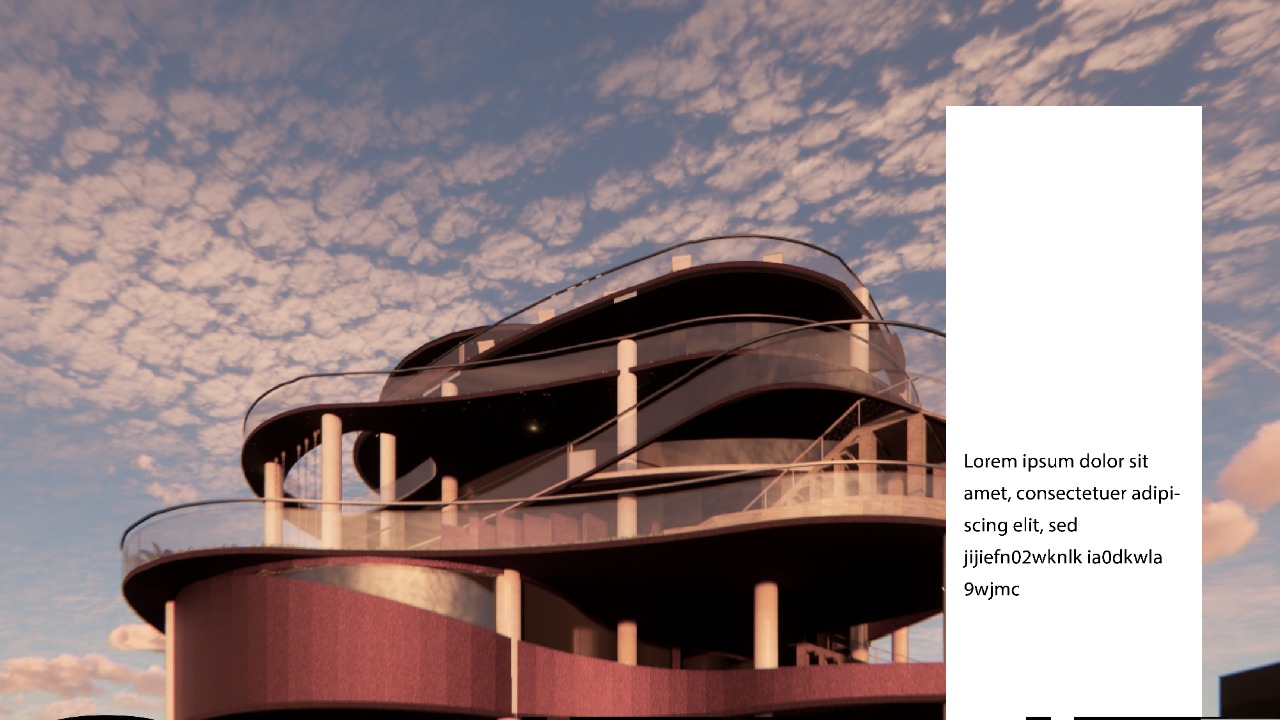 Lorem ipsum dolor sit
amet, consectetuer adipi-
scing elit, sed
jijiefn02wknlk ia0dkwla
9wjmc